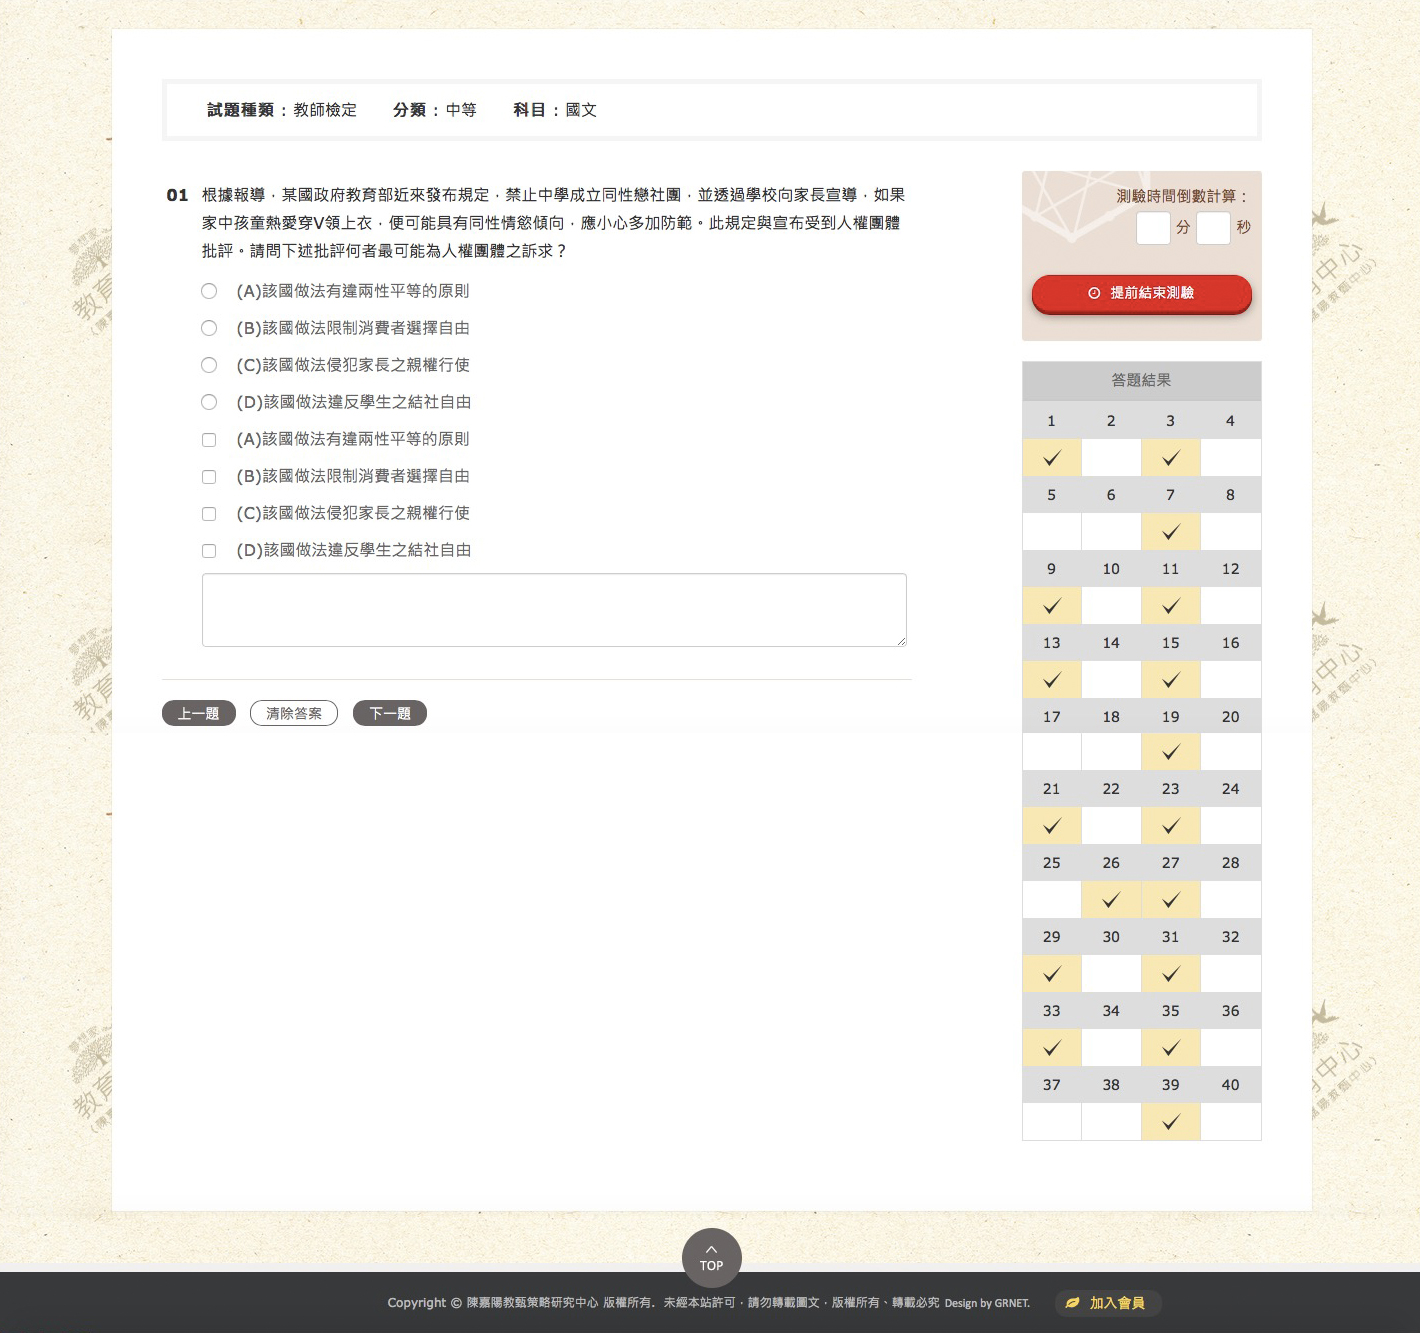 試題種類：教師檢定 分類：中等 科目：國文
01 根據報導，某國政府教育部近來發布規定，禁止中學成立同性戀社團，並透過學校向家長宣導，如果
家中孩童熱愛穿V領上衣，便可能具有同性情慾傾向，應小心多加防範。此規定與宣布受到人權團體
批評。請問下述批評何者最可能為人權團體之訴求？
(A)該國做法有違兩性平等的原則
(B)該國做法限制消費者選擇自由
(C)該國做法侵犯家長之親權行使
(D)該國做法違反學生之結社自由
(A)該國做法有違兩性平等的原則
(B)該國做法限制消費者選擇自由
(C)該國做法侵犯家長之親權行使
(D)該國做法違反學生之結社自由
上一題 清除答案 下一題
測驗時間倒數計算：
分 秒
提前結束測驗
答題結果
1 2 3 4
5 6 7 8
9 10 11 12
13 14 15 16
17 18 19 20
21 22 23 24
25 26 27 28
29 30 31 32
33 34 35 36
37 38 39 40
TOP
Copyright © 陳嘉陽教甄策略研究中心 版權所有. 未經本站許可，請勿轉載圖文，版權所有、轉載必究 Design by GRNET.
加入會員